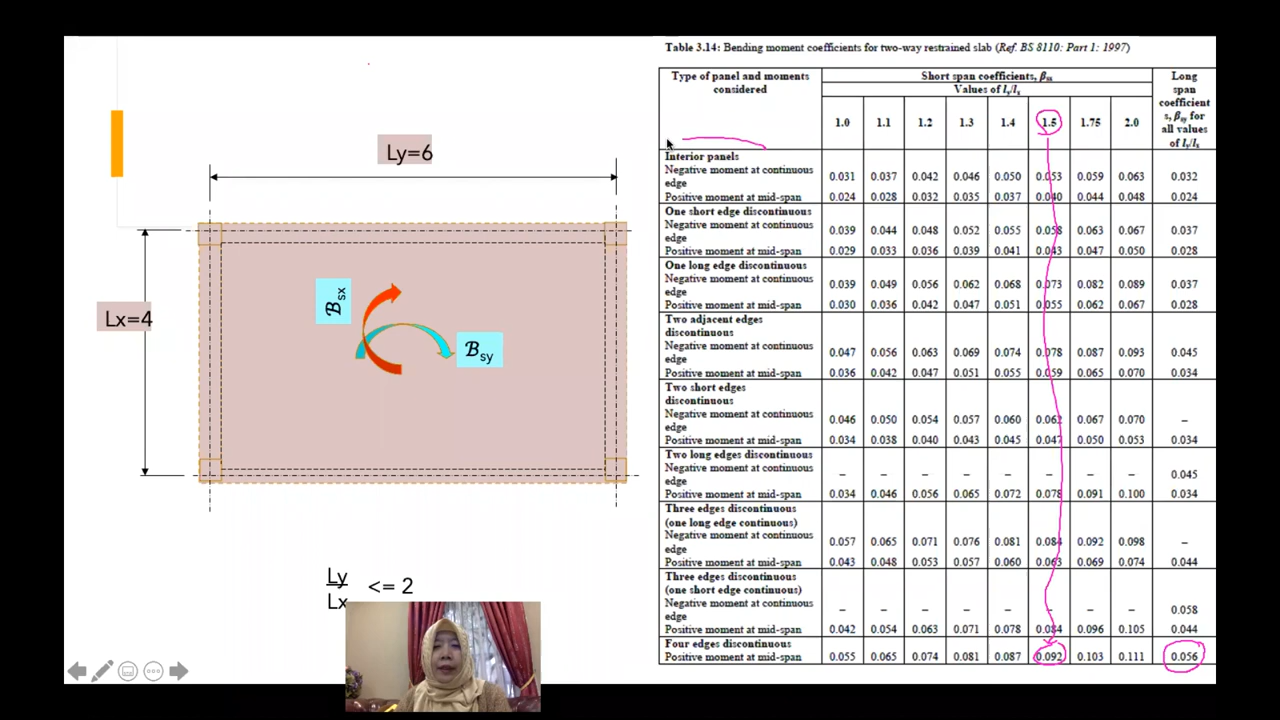 Ly=6
Lx=4
ℬsx
ℬsy
Ly
Lx
<= 2
Table 3.14: Bending moment coefficients for two-way restrained slab (Ref. BS 8110: Part 1: 1997)
Type of panel and moments
considered
Short span coefficients, βsx
Values of ly/lx
1.0 1.1 1.2 1.3 1.4 1.5 1.75 2.0
Long
span
coefficient
s, βsy for
all values
of ly/lx
Interior panels
Negative moment at continuous
edge
0.031 0.037 0.042 0.046 0.050 0.053 0.059 0.063 0.032
Positive moment at mid-span 0.024 0.028 0.032 0.035 0.037 0.040 0.044 0.048 0.024
One short edge discontinuous
Negative moment at continuous
edge
0.039 0.044 0.048 0.052 0.055 0.058 0.063 0.067 0.037
Positive moment at mid-span 0.029 0.033 0.036 0.039 0.041 0.043 0.047 0.050 0.028
One long edge discontinuous
Negative moment at continuous
edge
0.039 0.049 0.056 0.062 0.068 0.073 0.082 0.089 0.037
Positive moment at mid-span 0.030 0.036 0.042 0.047 0.051 0.055 0.062 0.067 0.028
Two adjacent edges
discontinuous
Negative moment at continuous
edge
0.047 0.056 0.063 0.069 0.074 0.078 0.087 0.093 0.045
Positive moment at mid-span 0.036 0.042 0.047 0.051 0.055 0.059 0.065 0.070 0.034
Two short edges
discontinuous
Negative moment at continuous
edge
0.046 0.050 0.054 0.057 0.060 0.062 0.067 0.070 –
Positive moment at mid-span 0.034 0.038 0.040 0.043 0.045 0.047 0.050 0.053 0.034
Two long edges discontinuous
Negative moment at continuous
edge
– – – – – – – – 0.045
Positive moment at mid-span 0.034 0.046 0.056 0.065 0.072 0.078 0.091 0.100 0.034
Three edges discontinuous
(one long edge continuous)
Negative moment at continuous
edge
0.057 0.065 0.071 0.076 0.081 0.084 0.092 0.098 –
Positive moment at mid-span 0.043 0.048 0.053 0.057 0.060 0.063 0.069 0.074 0.044
Three edges discontinuous
(one short edge continuous)
Negative moment at continuous
edge
– – – – – – – – 0.058
Positive moment at mid-span 0.042 0.054 0.063 0.071 0.078 0.084 0.096 0.105 0.044
Four edges discontinuous
Positive moment at mid-span 0.055 0.065 0.074 0.081 0.087 0.092 0.103 0.111 0.056